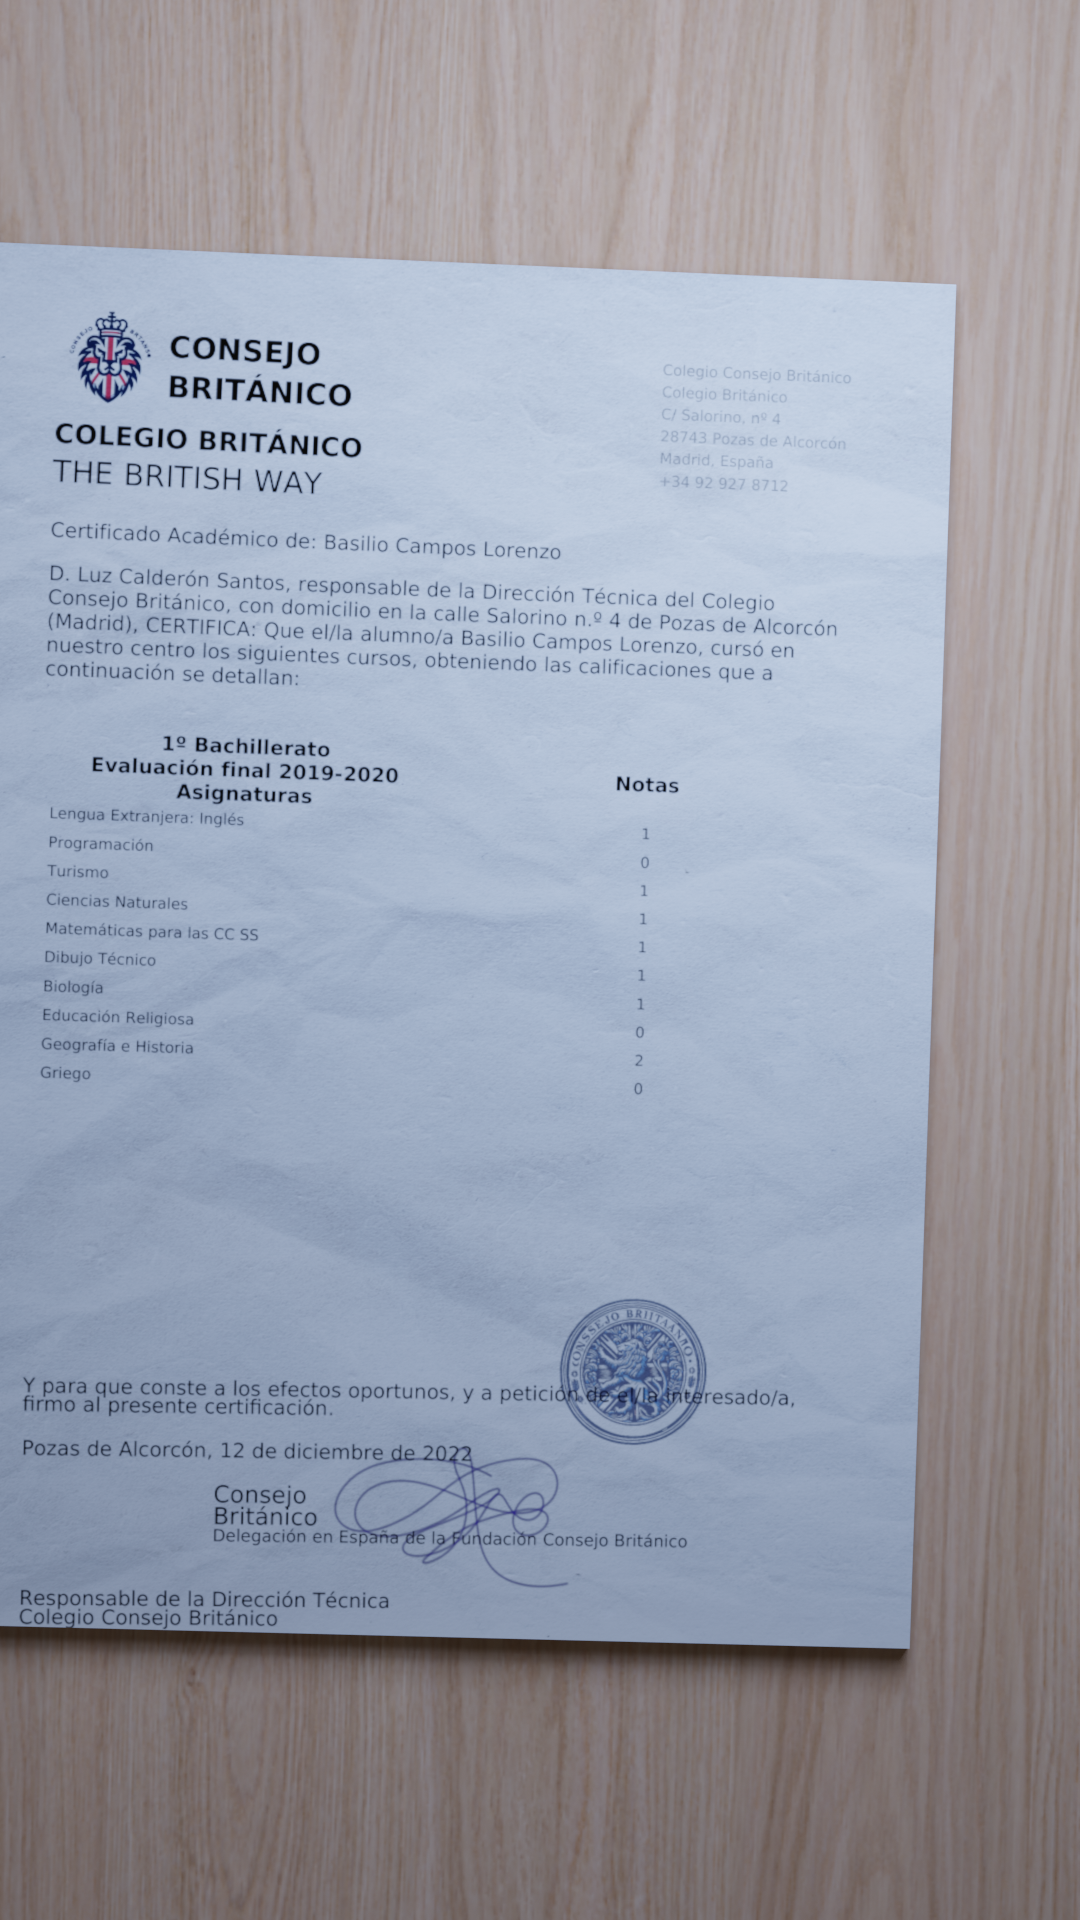 CONSEJO
BRITÁNICO
COLEGIO BRITÁNICO
THE BRITISH WAY
Colegio Consejo Británico
Colegio Británico
C/ Salorino, nº 4
28743 Pozas de Alcorcón
Madrid, España
+34 92 927 8712
Certificado Académico de: Basilio Campos Lorenzo
D. Luz Calderón Santos, responsable de la Dirección Técnica del Colegio
Consejo Británico, con domicilio en la calle Salorino n.º 4 de Pozas de Alcorcón
(Madrid), CERTIFICA: Que el/la alumno/a Basilio Campos Lorenzo, cursó en
nuestro centro los siguientes cursos, obteniendo las calificaciones que a
continuación se detallan:
1º Bachillerato
Evaluación final 2019-2020
Asignaturas Notas
Lengua Extranjera: Inglés 1
Programación 0
Turismo 1
Ciencias Naturales 1
Matemáticas para las CC SS 1
Dibujo Técnico 1
Biología 1
Educación Religiosa 0
Geografía e Historia 2
Griego 0
Y para que conste a los efectos oportunos, y a petición de el/la interesado/a,
firmo al presente certificación.
Pozas de Alcorcón, 12 de diciembre de 2022
Consejo
Británico
Delegación en España de la Fundación Consejo Británico
Responsable de la Dirección Técnica
Colegio Consejo Británico